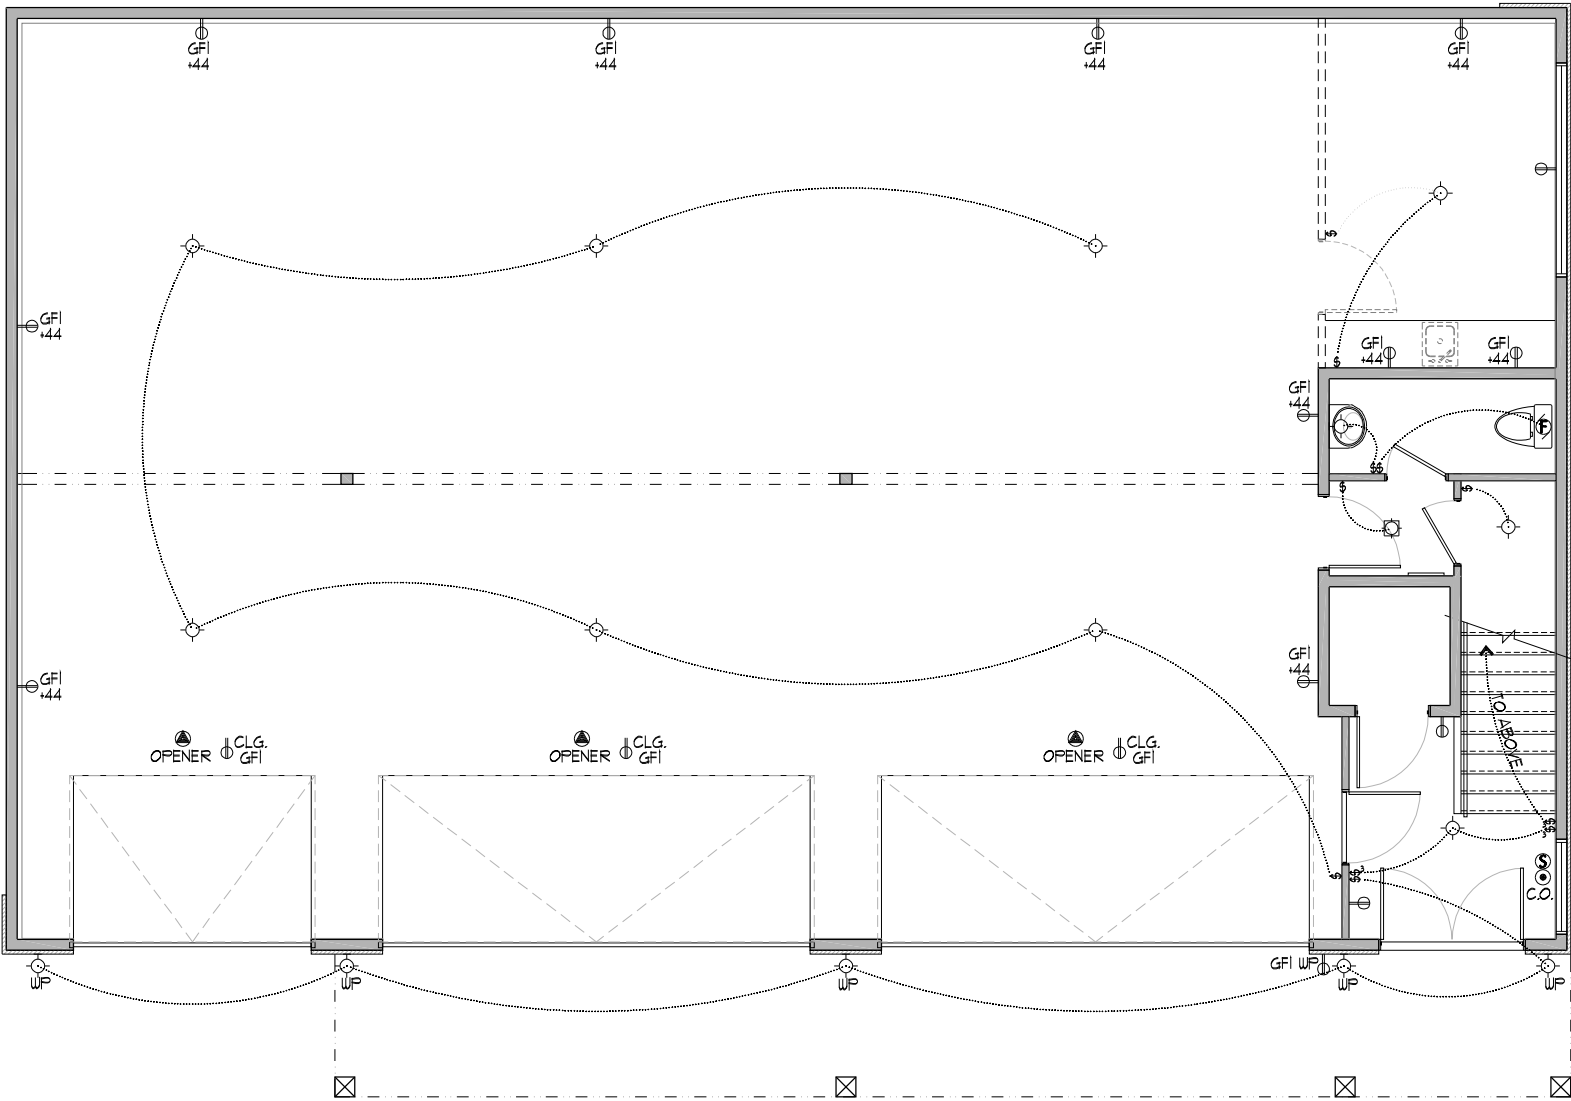 GFI
+44
GFI
+44
GFI
+44
GFI
+44
GFI
+44
GFI
+44
GFI
+44
GFI
+44
$
$
F
$$
$
$
GFI
+44
GFI
+44
OPENER
CLG.
GFI
OPENER
CLG.
GFI
OPENER
CLG.
GFI
TO ABOVE
$
$
$
$
$
$
S
C.O.
WP
WP
WP
GFI WP
WP
WP